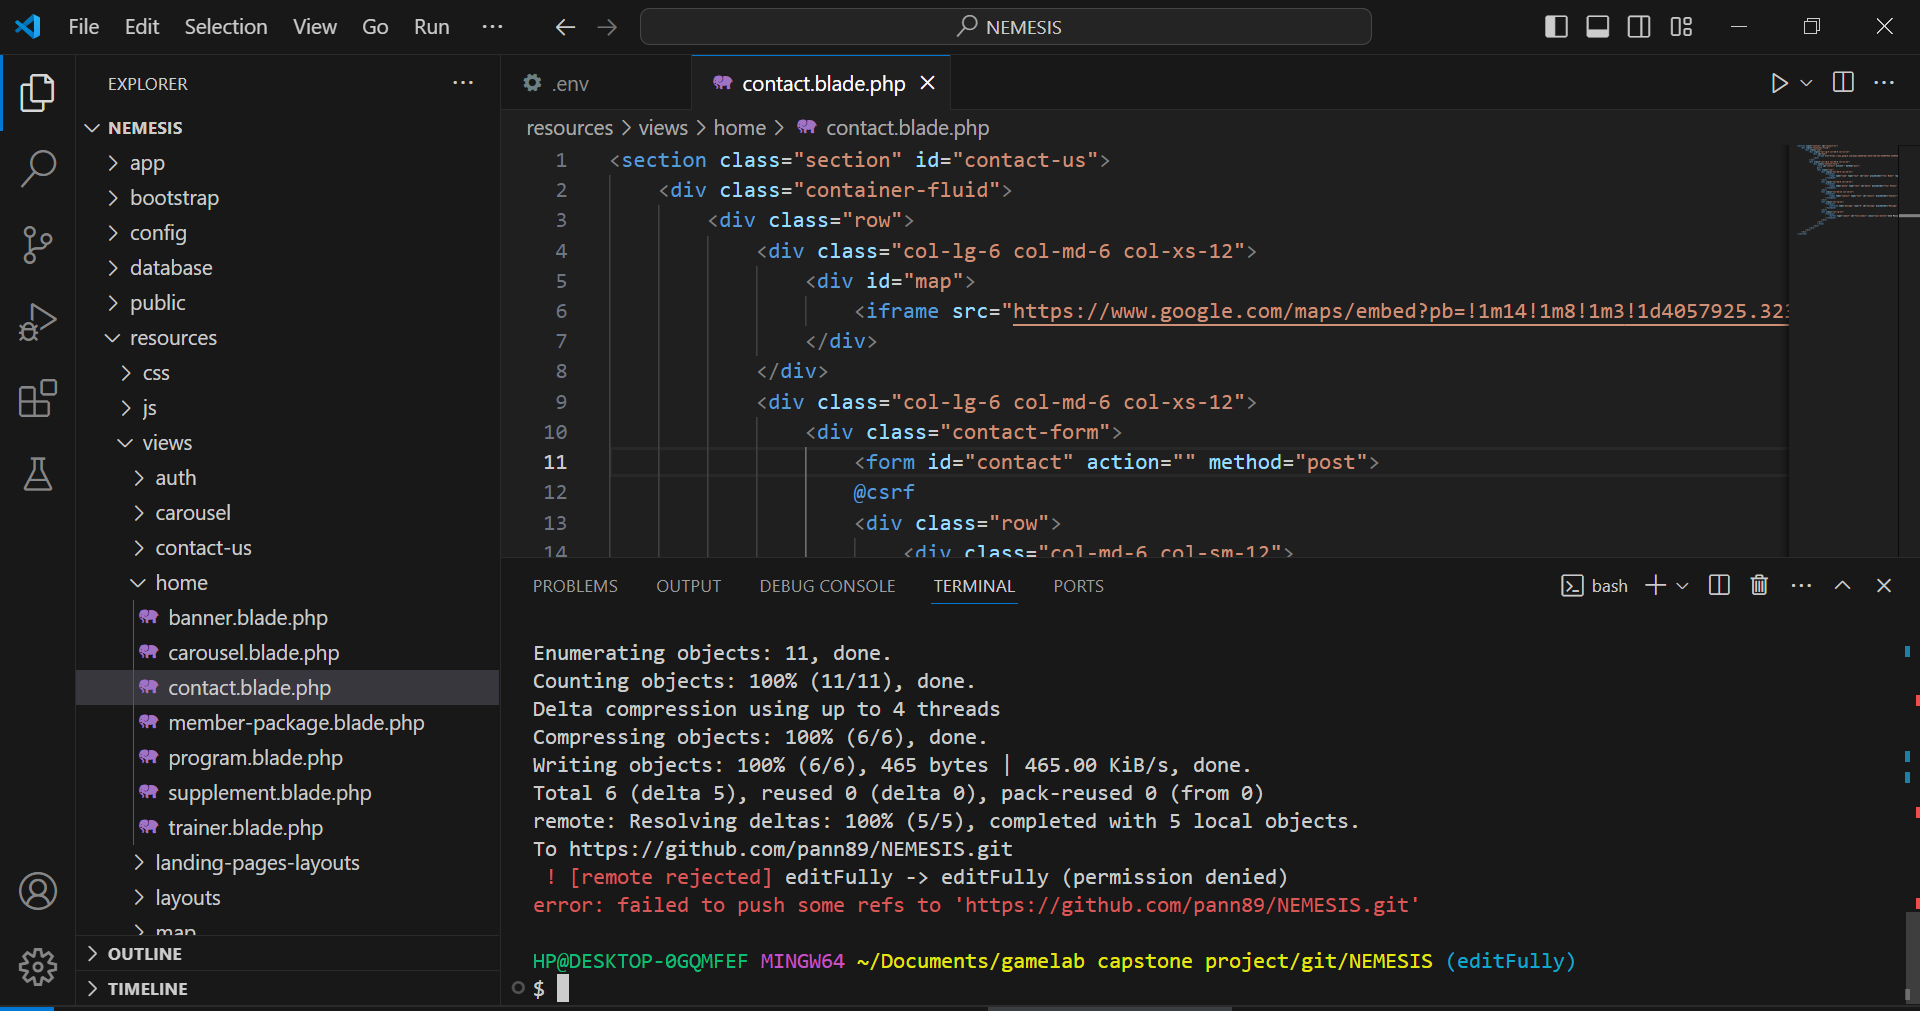 File Edit Selection View Go Run ···
NEMESIS
EXPLORER
NEMESIS
app
bootstrap
config
database
public
resources
css
js
views
auth
carousel
contact-us
home
banner.blade.php
carousel.blade.php
contact.blade.php
member-package.blade.php
program.blade.php
supplement.blade.php
trainer.blade.php
landing-pages-layouts
layouts
map
OUTLINE
TIMELINE
.env
contact.blade.php
resources > views > home > contact.blade.php
1 <section class="section" id="contact-us">
2 <div class="container-fluid">
3 <div class="row">
4 <div class="col-lg-6 col-md-6 col-xs-12">
5 <div id="map">
6 <iframe src="https://www.google.com/maps/embed?pb=!1m14!1m8!1m3!1d4057925.323
7 </div>
8 </div>
9 <div class="col-lg-6 col-md-6 col-xs-12">
10 <div class="contact-form">
11 <form id="contact" action="" method="post">
12 @csrf
13 <div class="row">
14 <div class="col-md-6 col-sm-12">
PROBLEMS OUTPUT DEBUG CONSOLE TERMINAL PORTS
bash
Enumerating objects: 11, done.
Counting objects: 100% (11/11), done.
Delta compression using up to 4 threads
Compressing objects: 100% (6/6), done.
Writing objects: 100% (6/6), 465 bytes | 465.00 KiB/s, done.
Total 6 (delta 5), reused 0 (delta 0), pack-reused 0 (from 0)
remote: Resolving deltas: 100% (5/5), completed with 5 local objects.
To https://github.com/pann89/NEMESIS.git
! [remote rejected] editFully -> editFully (permission denied)
error: failed to push some refs to 'https://github.com/pann89/NEMESIS.git'
HP@DESKTOP-0GQMFEF MINGW64 ~/Documents/gamelab capstone project/git/NEMESIS (editFully)
$